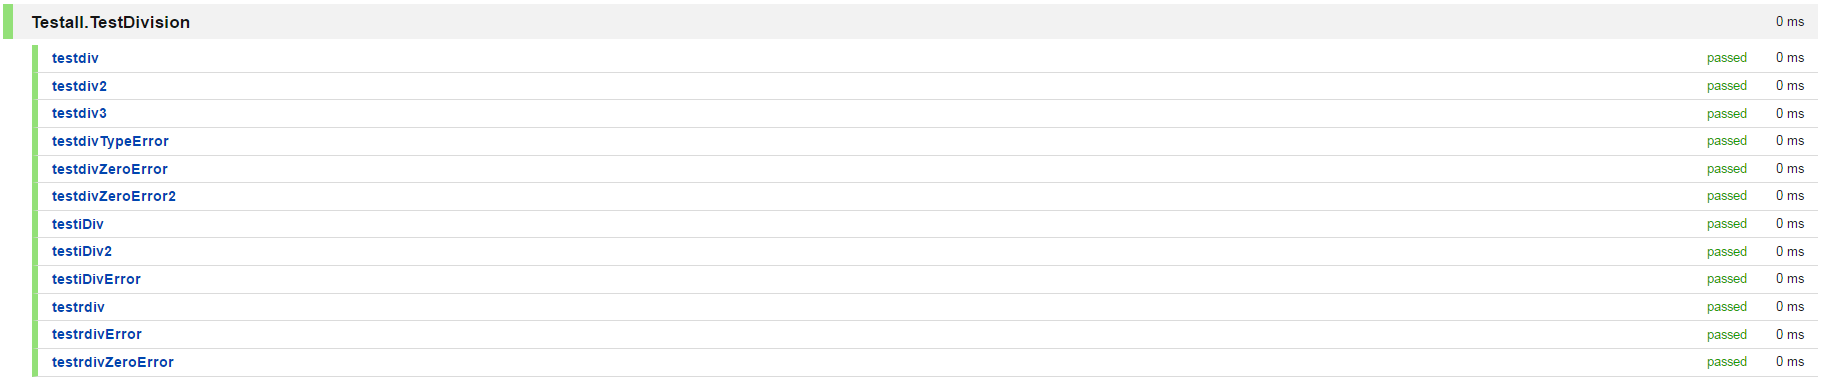 Testall.TestDivision 0 ms
testdiv passed 0 ms
testdiv2 passed 0 ms
testdiv3 passed 0 ms
testdivTypeError passed 0 ms
testdivZeroError passed 0 ms
testdivZeroError2 passed 0 ms
testiDiv passed 0 ms
testiDiv2 passed 0 ms
testiDivError passed 0 ms
testrdiv passed 0 ms
testrdivError passed 0 ms
testrdivZeroError passed 0 ms